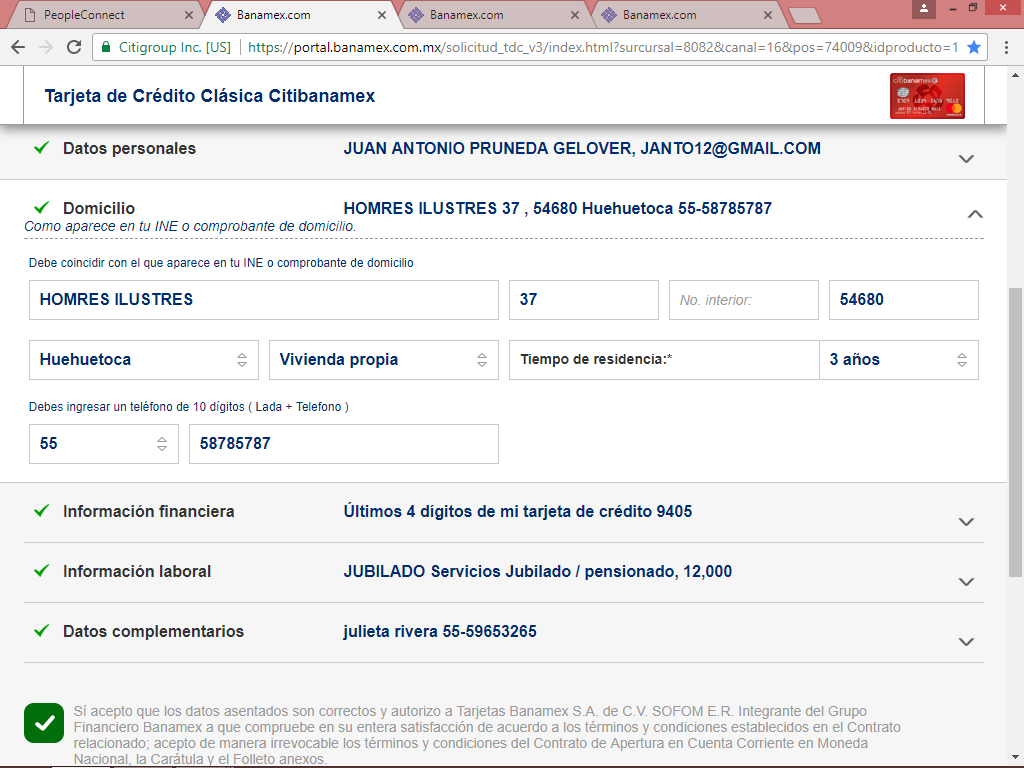 PeopleConnect
Banamex.com
Banamex.com
Banamex.com
Citigroup Inc. [US] https://portal.banamex.com.mx/solicitud_tdc_v3/index.html?sursucal=8082&canal=16&pos=74009&idproducto=1
Tarjeta de Crédito Clásica Citibanamex
citibanamex
Datos personales JUAN ANTONIO PRUNEDA GELOVER, JANTO12@GMAIL.COM
Domicilio HOMRES ILUSTRES 37 , 54680 Huehuetoca 55-58785787
Como aparece en tu INE o comprobante de domicilio.
Debe coincidir con el que aparece en tu INE o comprobante de domicilio
HOMRES ILUSTRES 37 No. interior: 54680
Huehuetoca Vivienda propia Tiempo de residencia:* 3 años
Debes ingresar un teléfono de 10 dígitos ( Lada + Telefono )
55 58785787
Información financiera Últimos 4 dígitos de mi tarjeta de crédito 9405
Información laboral JUBILADO Servicios Jubilado / pensionado, 12,000
Datos complementarios julieta rivera 55-59653265
Sí acepto que los datos asentados son correctos y autorizo a Tarjetas Banamex S.A. de C.V. SOFOM E.R. Integrante del Grupo
Financiero Banamex a que compruebe en su entera satisfacción de acuerdo a los términos y condiciones establecidos en el Contrato
relacionado; acepto de manera irrevocable los términos y condiciones del Contrato de Apertura en Cuenta Corriente en Moneda
Nacional, la Carátula y el Folleto anexos.